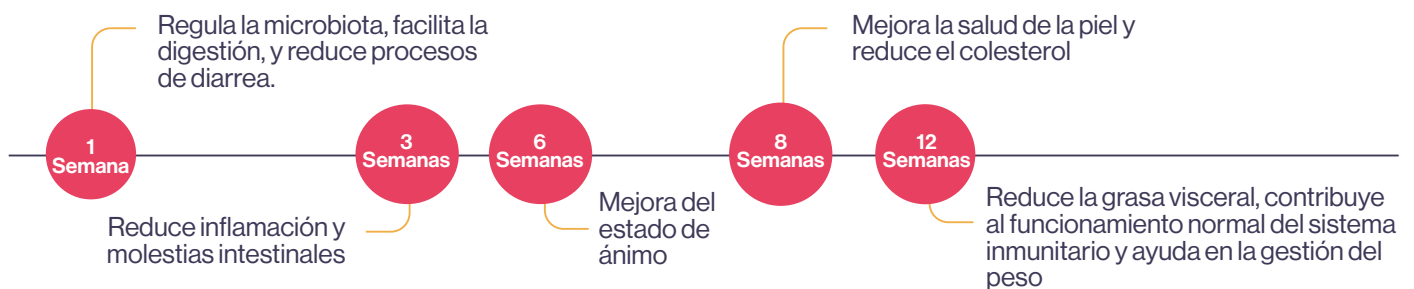 Regula la microbiota, facilita la
digestión, y reduce procesos
de diarrea.
Mejora la salud de la piel y
reduce el colesterol
1
Semana
3
Semanas
6
Semanas
8
Semanas
12
Semanas
Reduce inflamación y
molestias intestinales
Mejora del
estado de
ánimo
Reduce la grasa visceral, contribuye
al funcionamiento normal del sistema
inmunitario y ayuda en la gestión del
peso